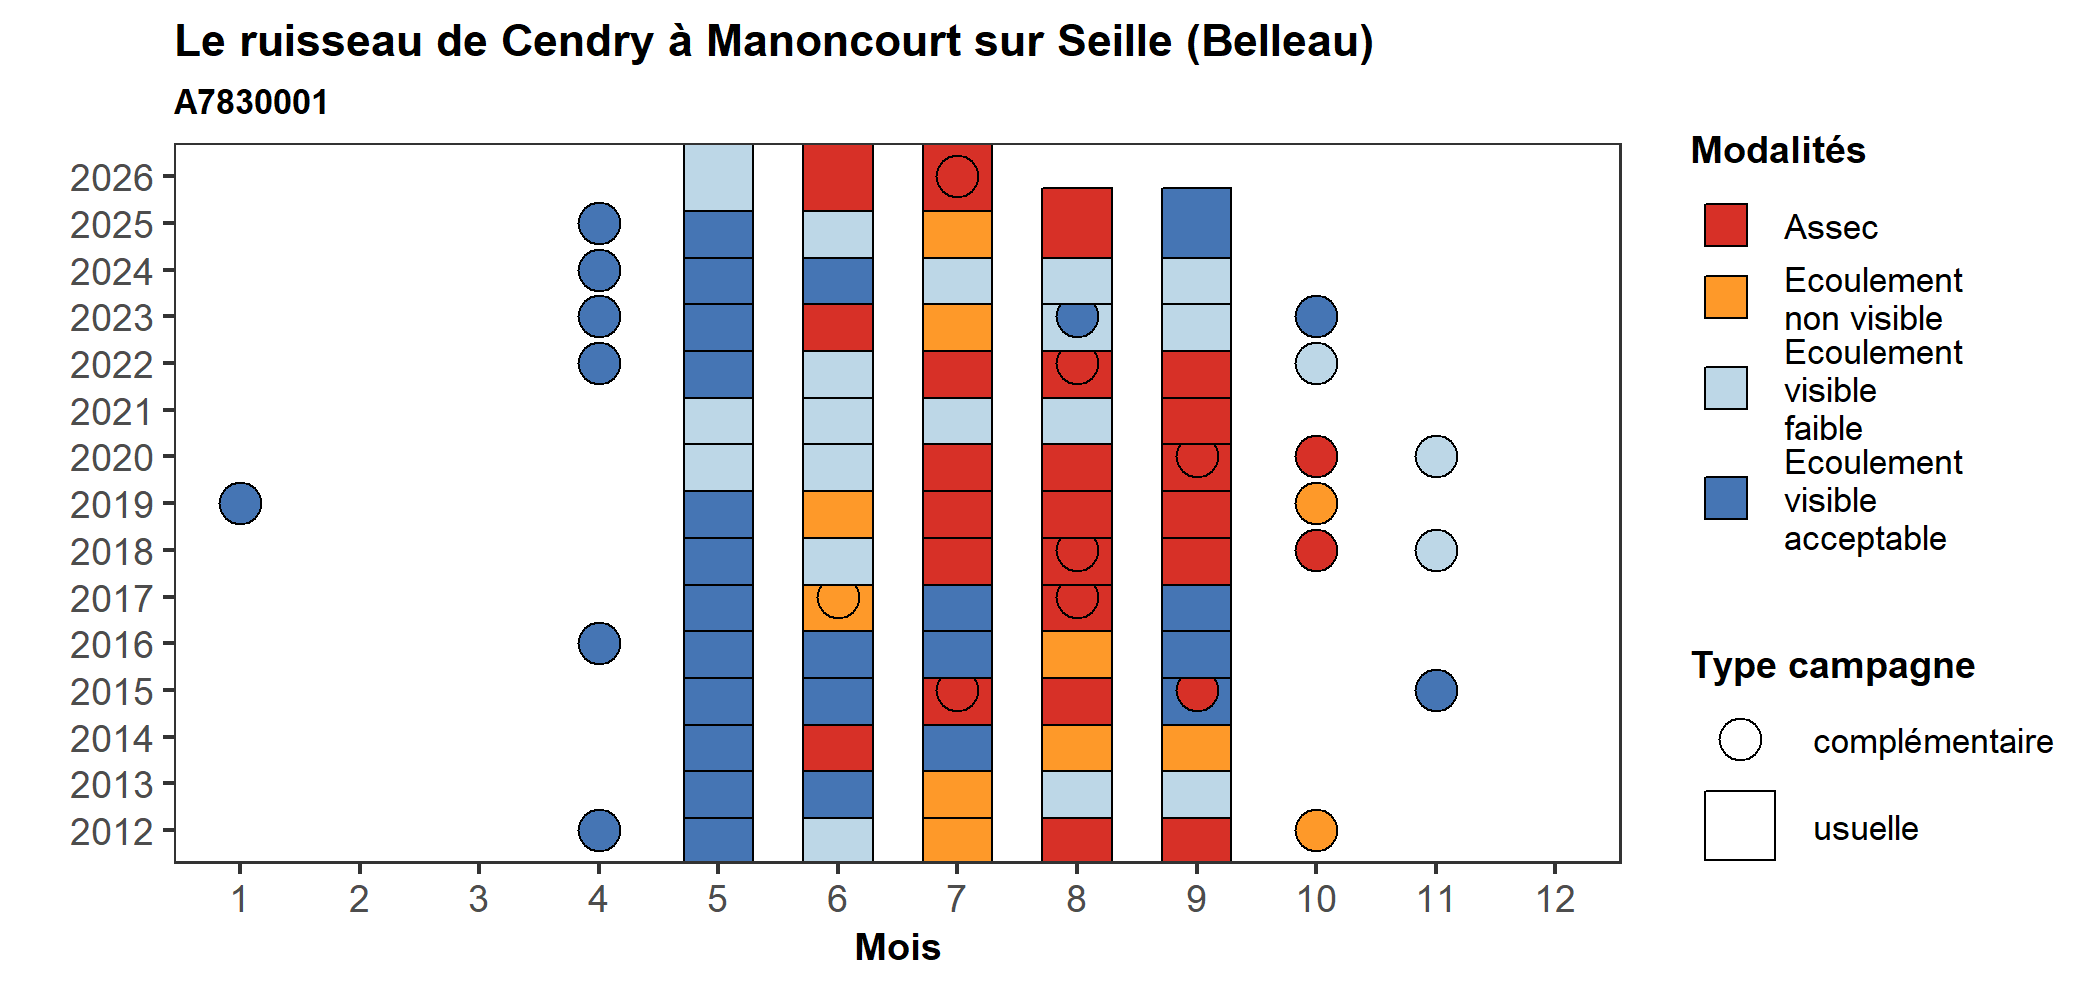 Le ruisseau de Cendry à Manoncourt sur Seille (Belleau)
A7830001
2026
2025
2024
2023
2022
2021
2020
2019
2018
2017
2016
2015
2014
2013
2012
1 2 3 4 5 6 7 8 9 10 11 12
Mois
Modalités
Assec
Ecoulement
non visible
Ecoulement
visible
faible
Ecoulement
visible
acceptable
Type campagne
complémentaire
usuelle